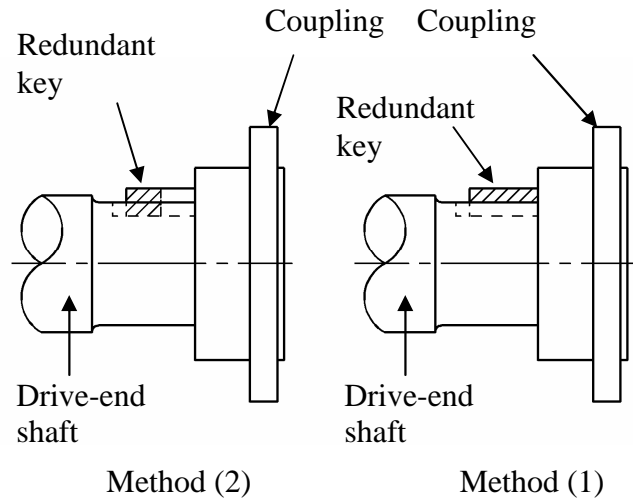 Coupling
Coupling
Redundant
key
Redundant
key
Drive-end
shaft
Drive-end
shaft
Method (2)
Method (1)